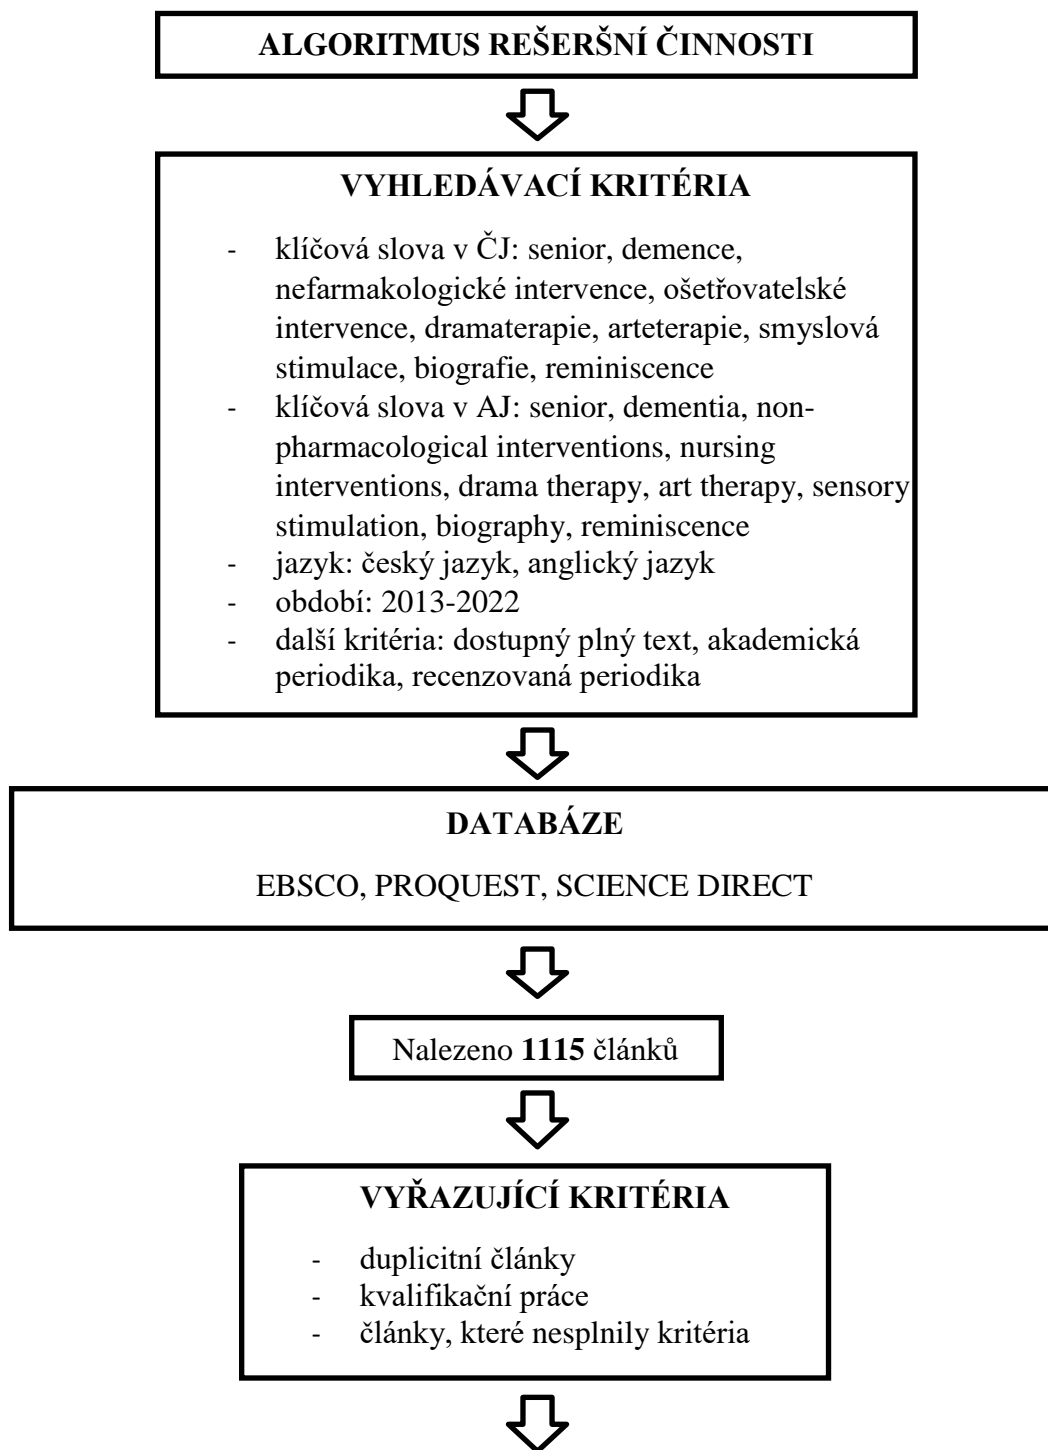 ALGORITMUS REŠERŠNÍ ČINNOSTI
VYHLEDÁVACÍ KRITÉRIA
- klíčová slova v ČJ: senior, demence,
nefarmakologické intervence, ošetřovatelské
intervence, dramaterapie, arteterapie, smyslová
stimulace, biografie, reminiscence
- klíčová slova v AJ: senior, dementia, non-
pharmacological interventions, nursing
interventions, drama therapy, art therapy, sensory
stimulation, biography, reminiscence
- jazyk: český jazyk, anglický jazyk
- období: 2013-2022
- další kritéria: dostupný plný text, akademická
periodika, recenzovaná periodika
DATABÁZE
EBSCO, PROQUEST, SCIENCE DIRECT
Nalezeno 1115 článků
VYŘAZUJÍCÍ KRITÉRIA
- duplicitní články
- kvalifikační práce
- články, které nesplnily kritéria